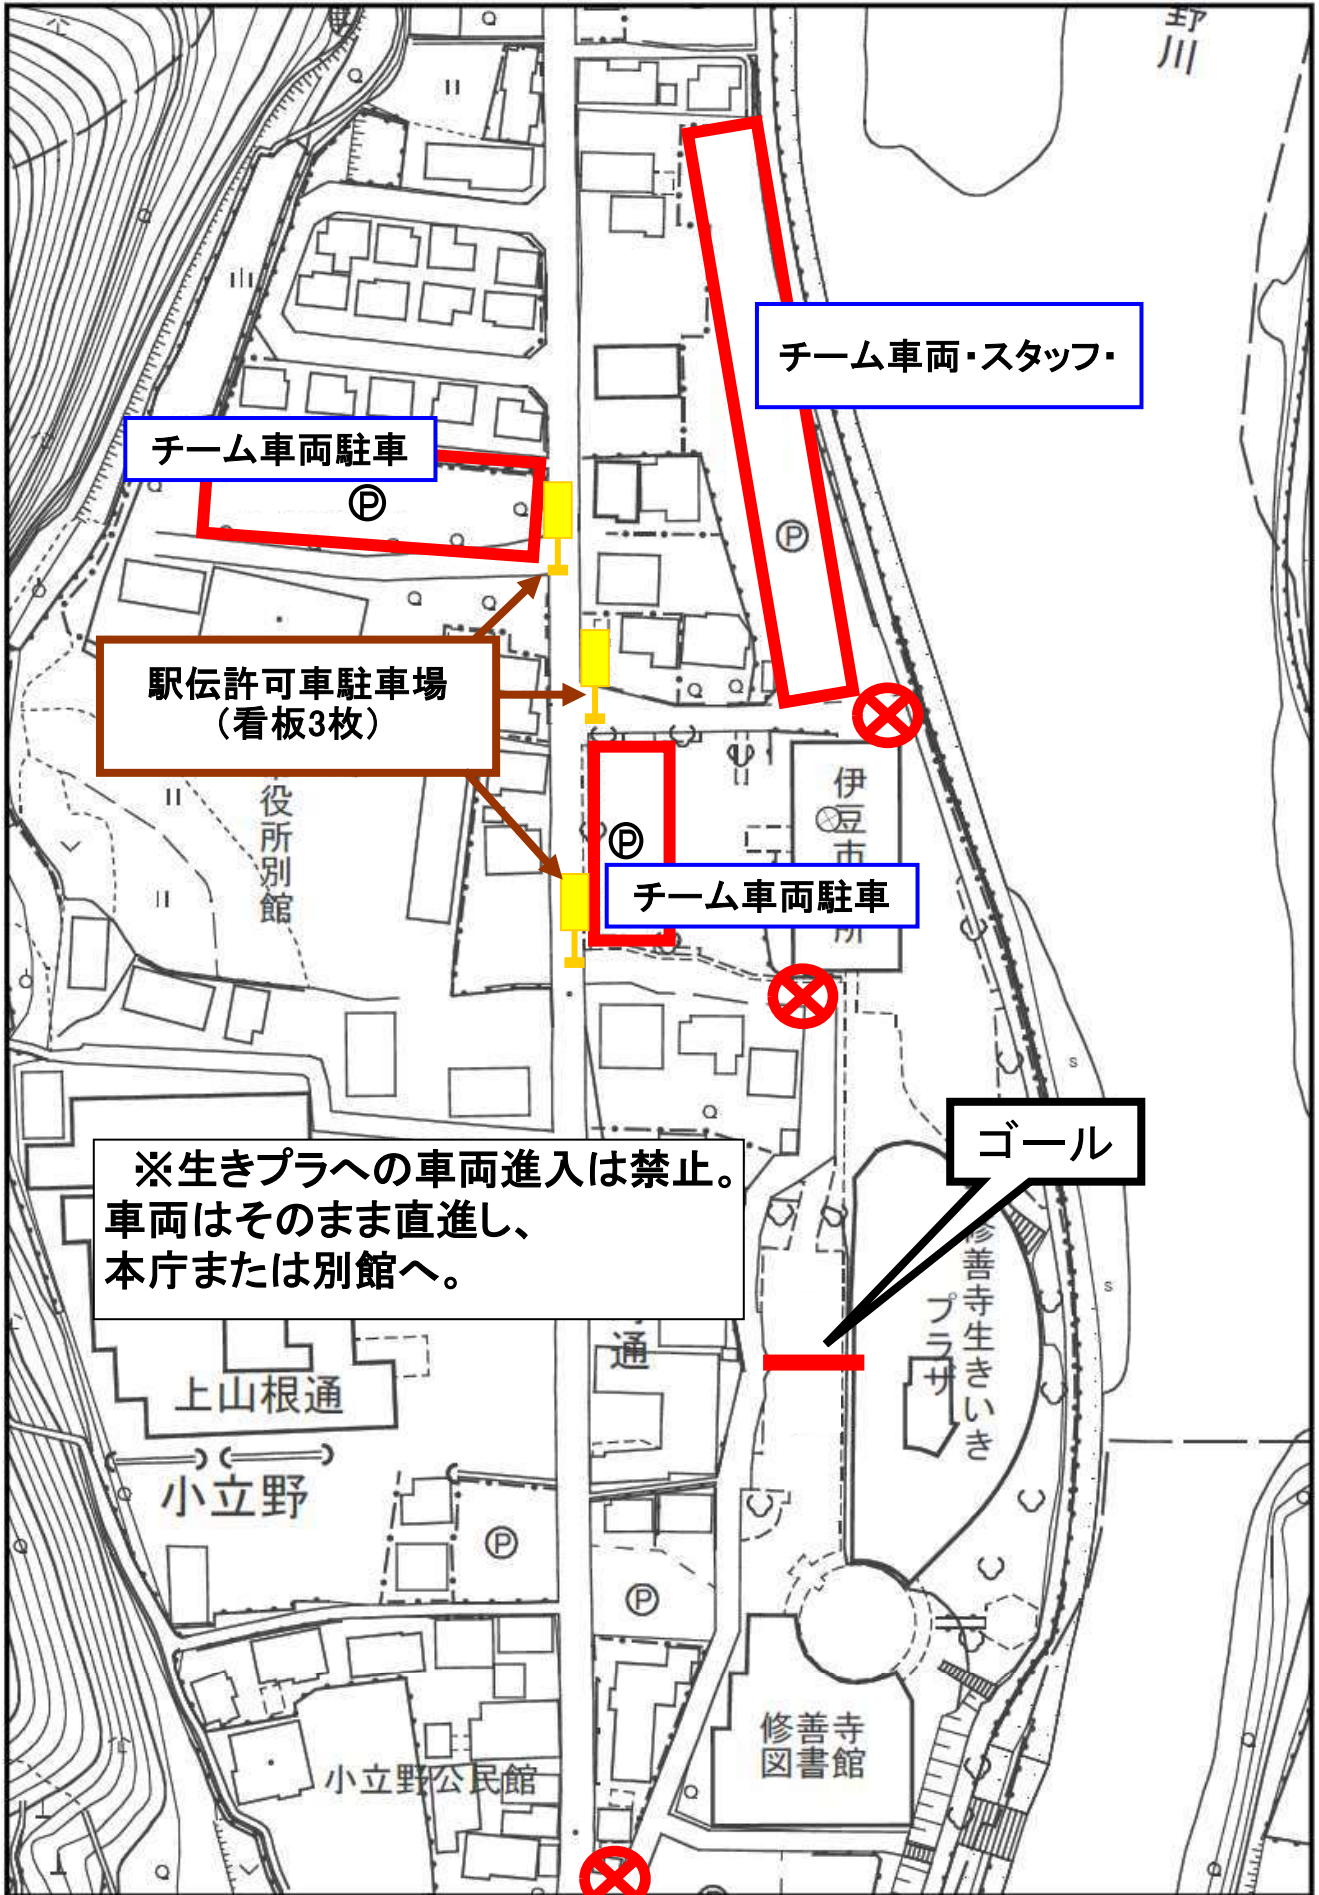 野川
チーム車両・スタッフ・
チーム車両駐車
Ⓟ
Ⓟ
駅伝許可車駐車場
（看板3枚）
役所別館
伊豆市
所
Ⓟ
チーム車両駐車
s
ゴール
※生きプラへの車両進入は禁止。
車両はそのまま直進し、
本庁または別館へ。
s
修善寺生きいき
プラザ
通
上山根通
小立野
Ⓟ
Ⓟ
修善寺
図書館
小立野公民館